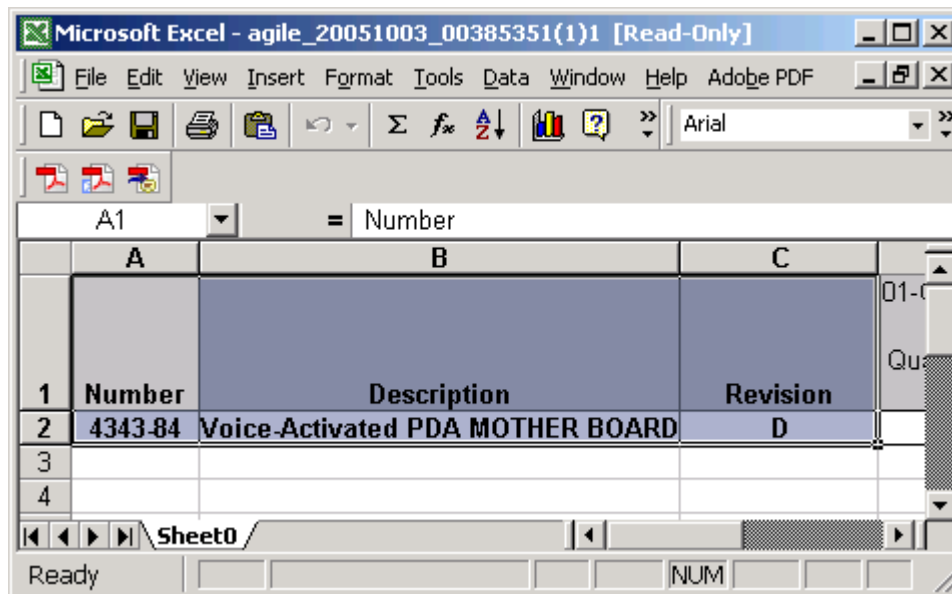 Microsoft Excel - agile_20051003_00385351(1)1 [Read-Only]
File Edit View Insert Format Tools Data Window Help Adobe PDF
Σ fx A Z Arial
A1 = Number
A B C
01-
1 Number Description Revision
2 4343-84 Voice-Activated PDA MOTHER BOARD D
3
4
Sheet0
Ready NUM